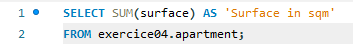 1 SELECT SUM(surface) AS 'Surface in sqm'
2 FROM exercice04.apartment;